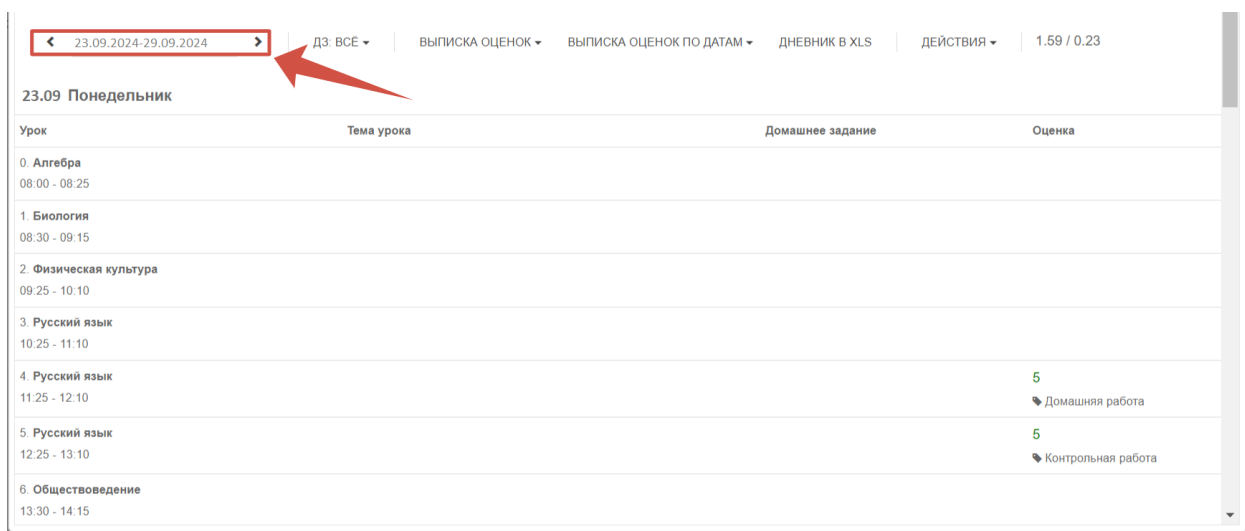 23.09.2024-29.09.2024 ДЗ: ВСЁ ВЫПИСКА ОЦЕНОК ВЫПИСКА ОЦЕНОК ПО ДАТАМ ДНЕВНИК В XLS ДЕЙСТВИЯ 1.59 / 0.23
23.09 Понедельник
Урок Тема урока Домашнее задание Оценка
0. Алгебра
08:00 - 08:25
1. Биология
08:30 - 09:15
2. Физическая культура
09:25 - 10:10
3. Русский язык
10:25 - 11:10
4. Русский язык 5
11:25 - 12:10 Домашняя работа
5. Русский язык 5
12:25 - 13:10 Контрольная работа
6. Обществоведение
13:30 - 14:15